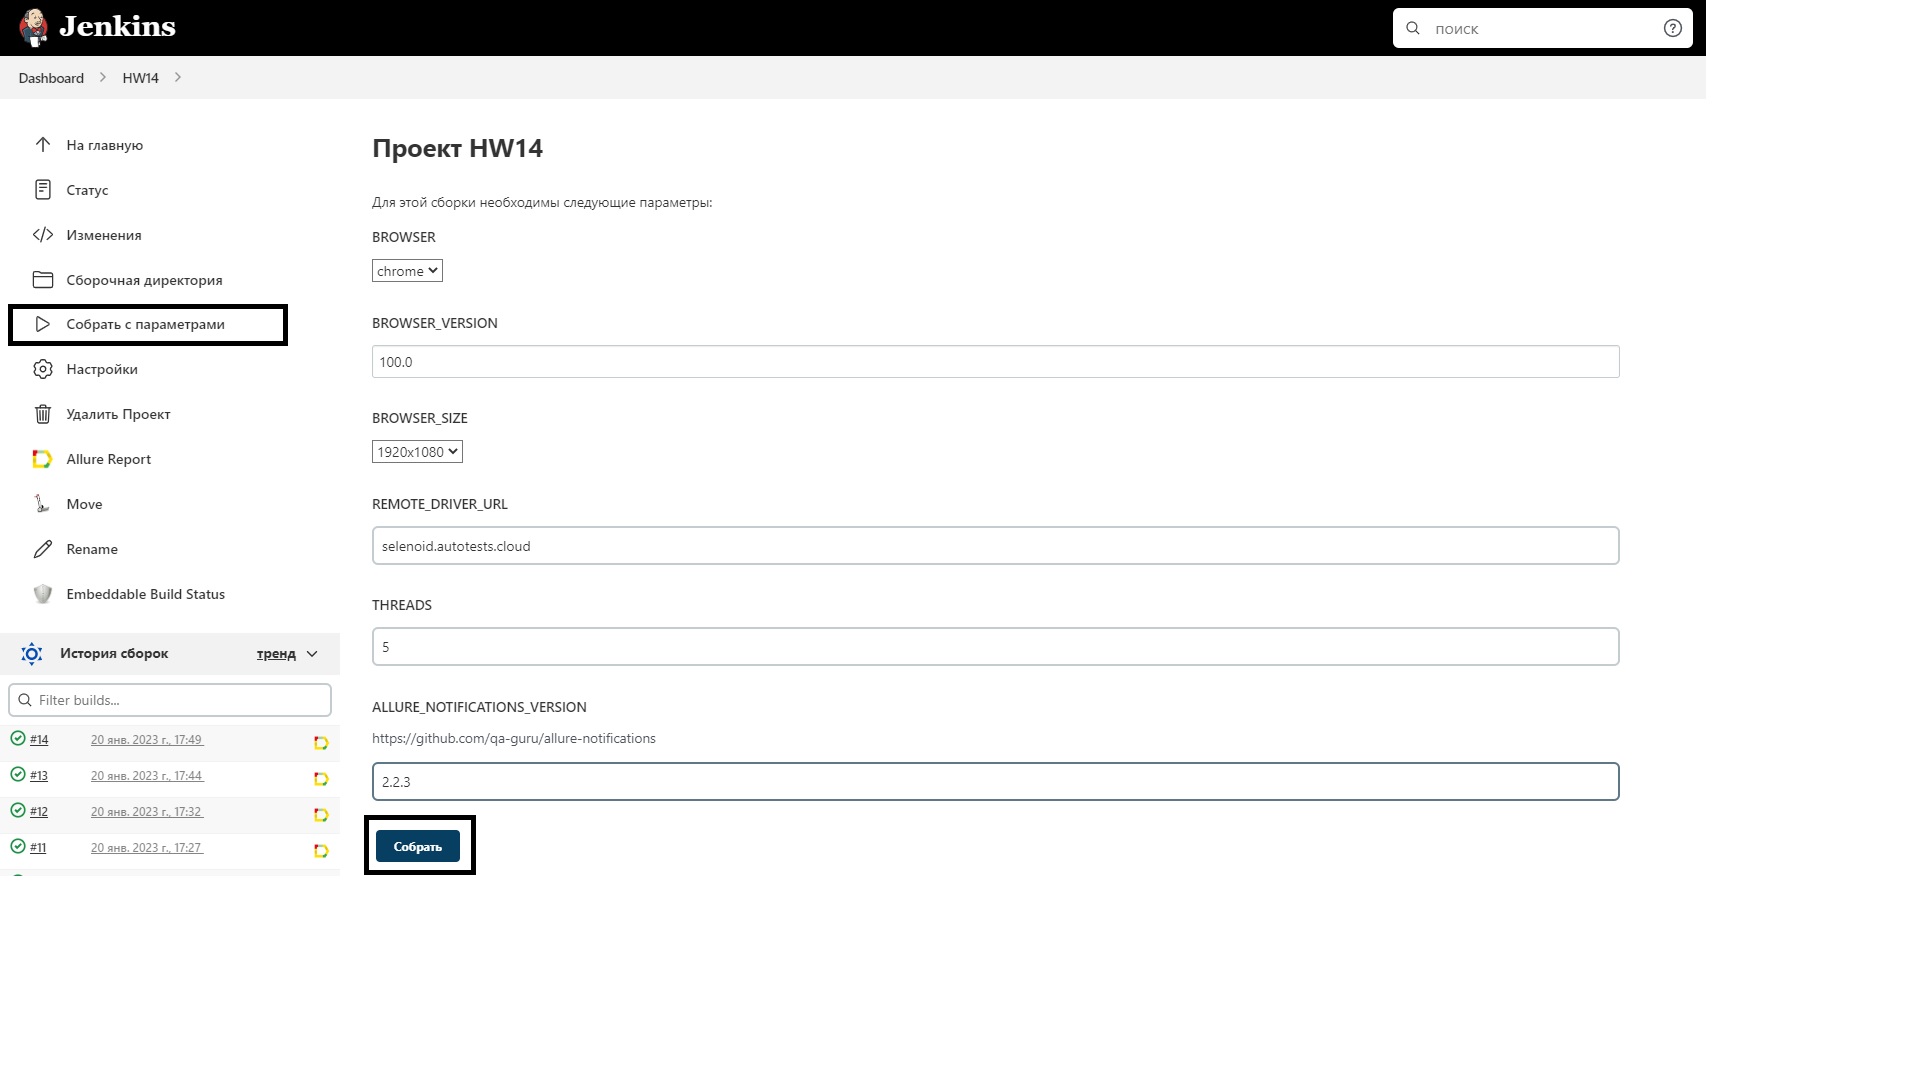 Jenkins
поиск
Dashboard
HW14
На главную
Статус
Изменения
Сборочная директория
Собрать с параметрами
Настройки
Удалить Проект
Allure Report
Move
Rename
Embeddable Build Status
История сборок
тренд
Filter builds...
#14 20 янв. 2023 г., 17:49
#13 20 янв. 2023 г., 17:44
#12 20 янв. 2023 г., 17:32
#11 20 янв. 2023 г., 17:27
Проект HW14
Для этой сборки необходимы следующие параметры:
BROWSER
chrome
BROWSER_VERSION
100.0
BROWSER_SIZE
1920x1080
REMOTE_DRIVER_URL
selenoid.autotests.cloud
THREADS
5
ALLURE_NOTIFICATIONS_VERSION
https://github.com/qa-guru/allure-notifications
2.2.3
Собрать